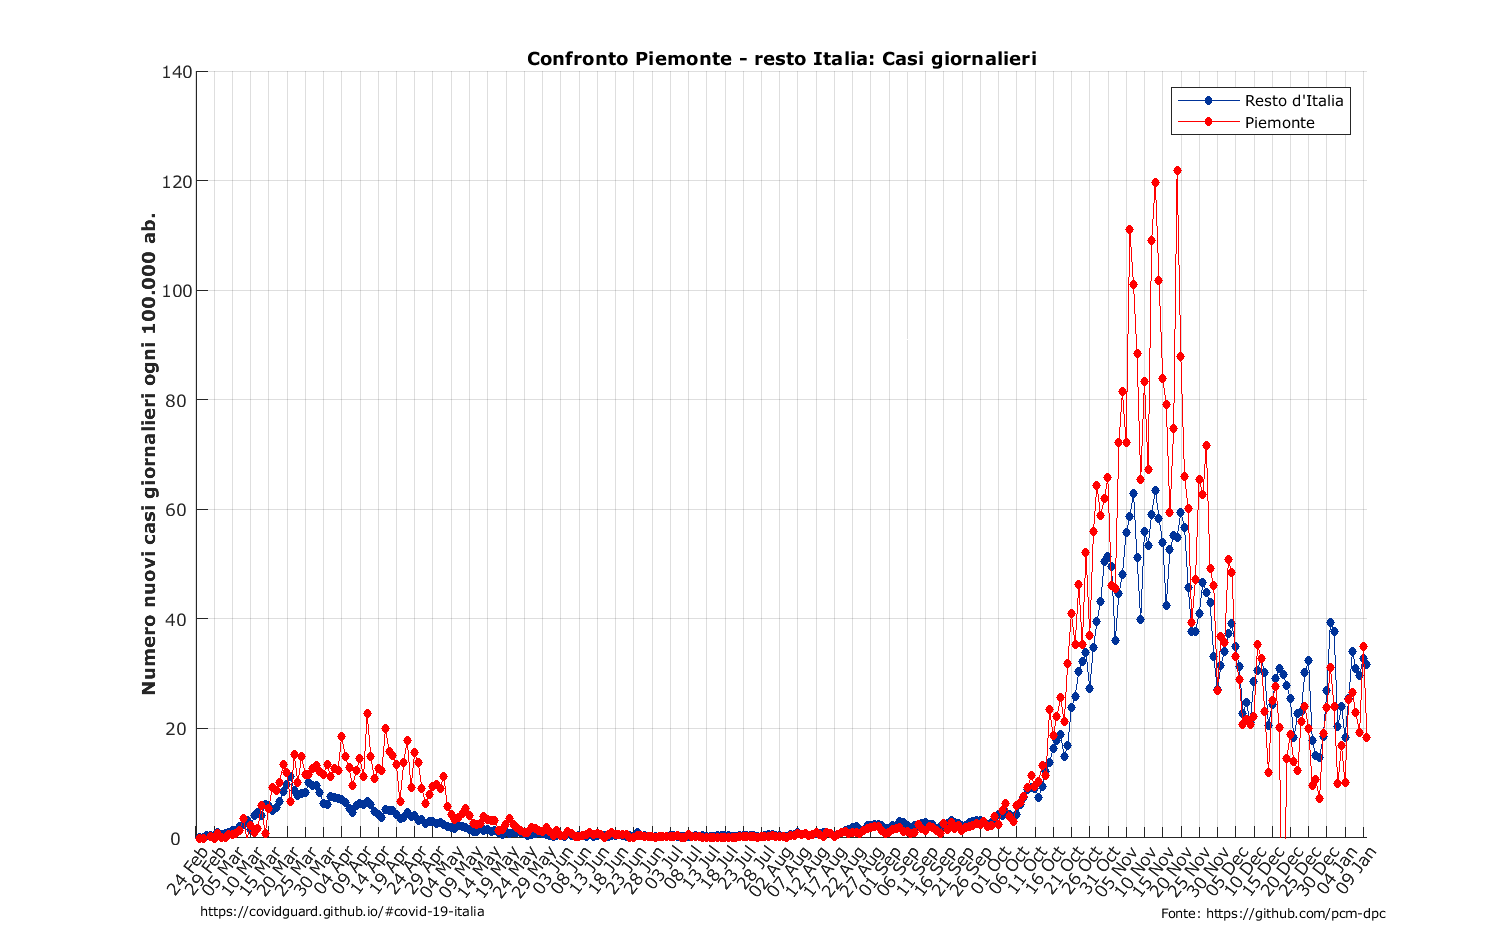 Confronto Piemonte - resto Italia: Casi giornalieri
Numero nuovi casi giornalieri ogni 100.000 ab.
140
120
100
80
60
40
20
0
Resto d'Italia
Piemonte
24 Feb
29 Feb
05 Mar
10 Mar
15 Mar
20 Mar
25 Mar
30 Mar
04 Apr
09 Apr
14 Apr
19 Apr
24 Apr
29 Apr
04 May
09 May
14 May
19 May
24 May
29 May
03 Jun
08 Jun
13 Jun
18 Jun
23 Jun
28 Jun
03 Jul
08 Jul
13 Jul
18 Jul
23 Jul
28 Jul
02 Aug
07 Aug
12 Aug
17 Aug
22 Aug
27 Aug
01 Sep
06 Sep
11 Sep
16 Sep
21 Sep
26 Sep
01 Oct
06 Oct
11 Oct
16 Oct
21 Oct
26 Oct
31 Oct
05 Nov
10 Nov
15 Nov
20 Nov
25 Nov
30 Nov
05 Dec
10 Dec
15 Dec
20 Dec
25 Dec
30 Dec
04 Jan
09 Jan
https://covidguard.github.io/#covid-19-italia
Fonte: https://github.com/pcm-dpc